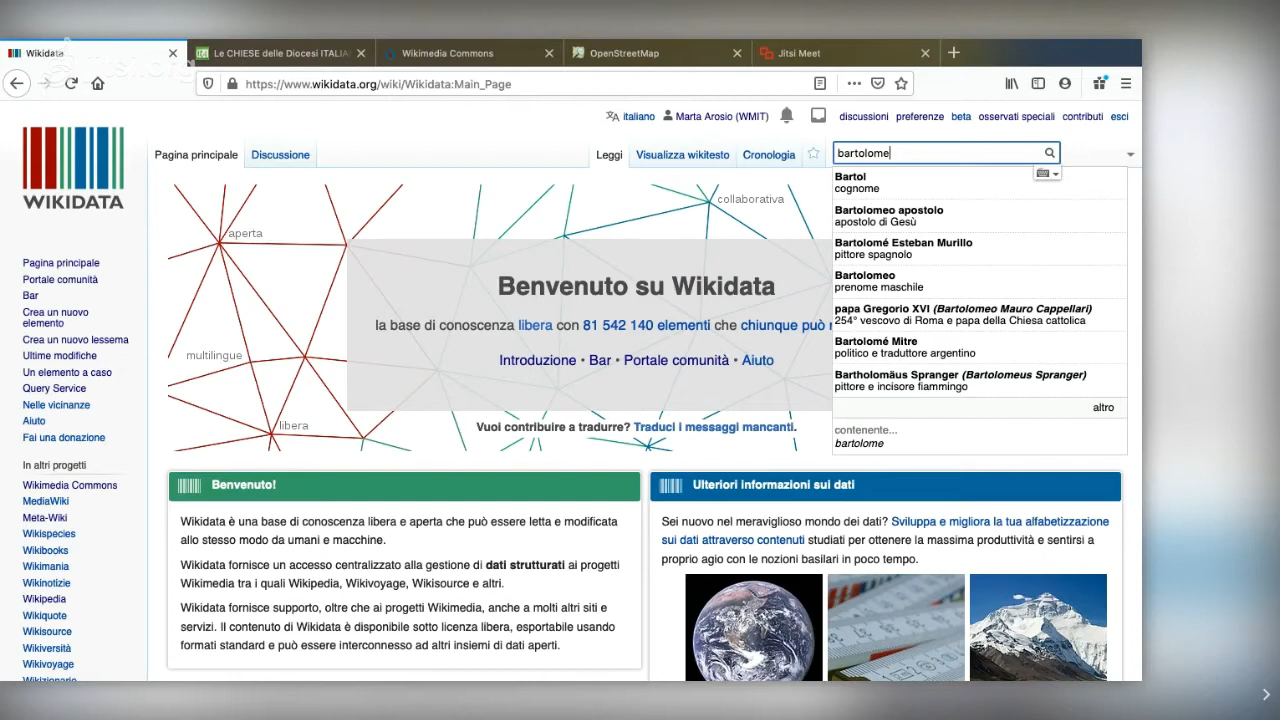 Wikidata
Le CHIESE delle Diocesi ITALIA
Wikimedia Commons
OpenStreetMap
Jitsi Meet
https://www.wikidata.org/wiki/Wikidata:Main_Page
italiano
Marta Arosio (WMIT)
discussioni
preferenze
beta
osservati speciali
contributi
esci
Pagina principale
Discussione
Leggi
Visualizza wikitesto
Cronologia
bartolome
WIKIDATA
Pagina principale
Portale comunità
Bar
Crea un nuovo
elemento
Crea un nuovo lessema
Ultime modifiche
Un elemento a caso
Query Service
Nelle vicinanze
Aiuto
Fai una donazione
In altri progetti
Wikimedia Commons
MediaWiki
Meta-Wiki
Wikispecies
Wikibooks
Wikimania
Wikinotizie
Wikipedia
Wikiquote
Wikisource
Wikiversità
Wikivoyage
Wikizionario
aperta
collaborativa
multilingue
libera
Benvenuto su Wikidata
la base di conoscenza libera con 81 542 140 elementi che chiunque può
Introduzione • Bar • Portale comunità • Aiuto
Vuoi contribuire a tradurre? Traduci i messaggi mancanti.
Bartol
cognome
Bartolomeo apostolo
apostolo di Gesù
Bartolomé Esteban Murillo
pittore spagnolo
Bartolomeo
prenome maschile
papa Gregorio XVI (Bartolomeo Mauro Cappellari)
254° vescovo di Roma e papa della Chiesa cattolica
Bartolomé Mitre
politico e traduttore argentino
Bartholomäus Spranger (Bartolomeus Spranger)
pittore e incisore fiammingo
altro
contenente...
bartolome
Benvenuto!
Wikidata è una base di conoscenza libera e aperta che può essere letta e modificata
allo stesso modo da umani e macchine.
Wikidata fornisce un accesso centralizzato alla gestione di dati strutturati ai progetti
Wikimedia tra i quali Wikipedia, Wikivoyage, Wikisource e altri.
Wikidata fornisce supporto, oltre che ai progetti Wikimedia, anche a molti altri siti e
servizi. Il contenuto di Wikidata è disponibile sotto licenza libera, esportabile usando
formati standard e può essere interconnesso ad altri insiemi di dati aperti.
Ulteriori informazioni sui dati
Sei nuovo nel meraviglioso mondo dei dati? Sviluppa e migliora la tua alfabetizzazione
sui dati attraverso contenuti studiati per ottenere la massima produttività e sentirsi a
proprio agio con le nozioni basilari in poco tempo.